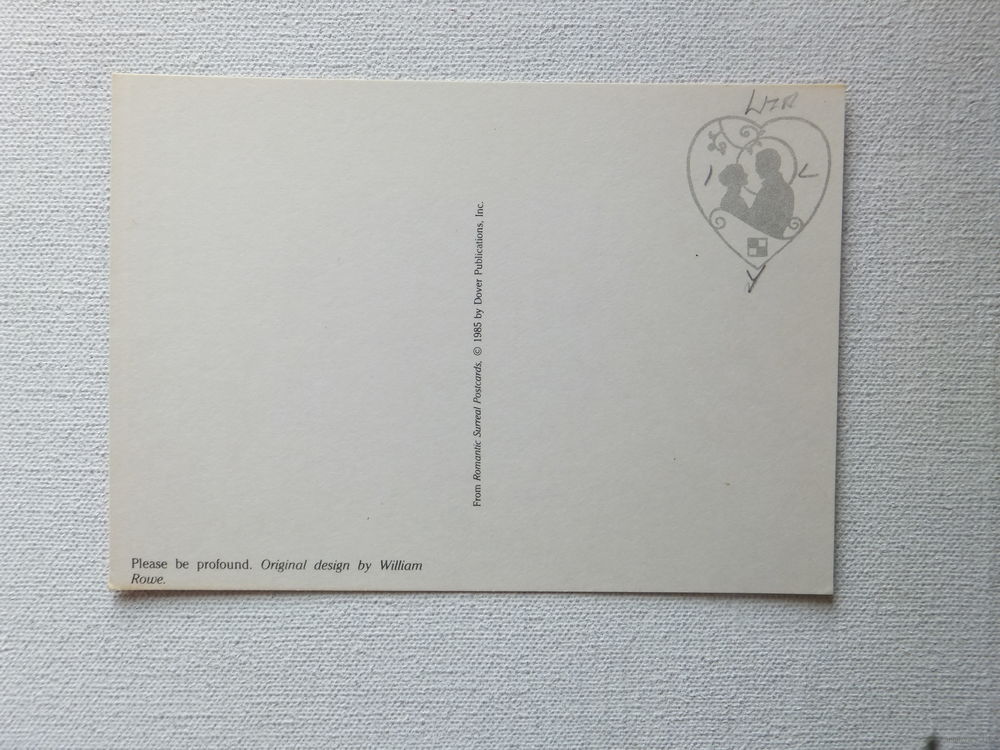 Please be profound. Original design by William
Rowe.
From Romantic Surreal Postcards, © 1985 by Dover Publications, Inc.